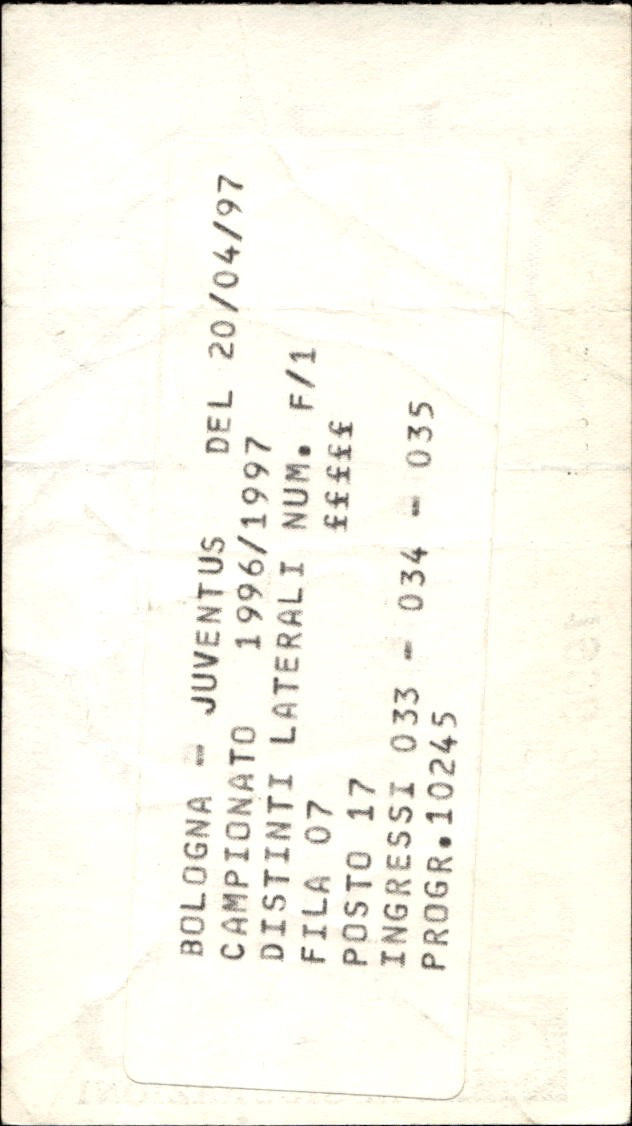 BOLOGNA - JUVENTUS DEL 20/04/97
CAMPIONATO 1996/1997
DISTINTI LATERALI NUM. F/1
FILA 07 £££££
POSTO 17
INGRESSI 033 - 034 - 035
PROGR.10245